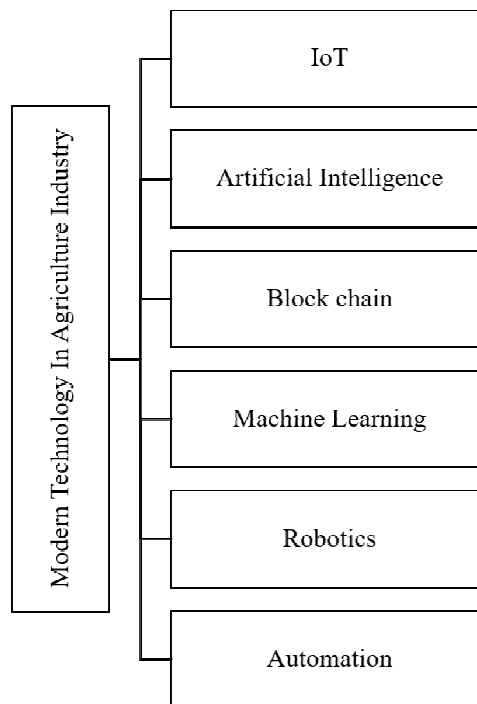 Modern Technology In Agriculture Industry
IoT
Artificial Intelligence
Block chain
Machine Learning
Robotics
Automation